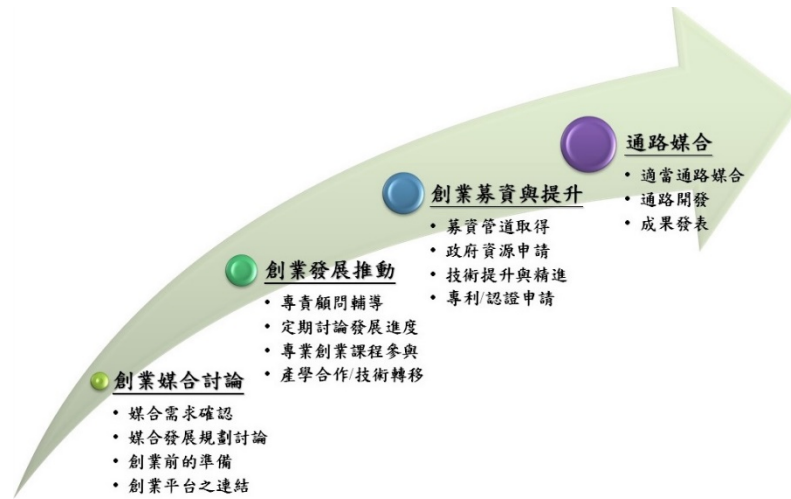 創業媒合討論
• 媒合需求確認
• 媒合發展規劃討論
• 創業前的準備
• 創業平台之連結
創業發展推動
• 專責顧問輔導
• 定期討論發展進度
• 專業創業課程參與
• 產學合作/技術轉移
創業募資與提升
• 募資管道取得
• 政府資源申請
• 技術提升與精進
• 專利/認證申請
通路媒合
• 適當通路媒合
• 通路開發
• 成果發表